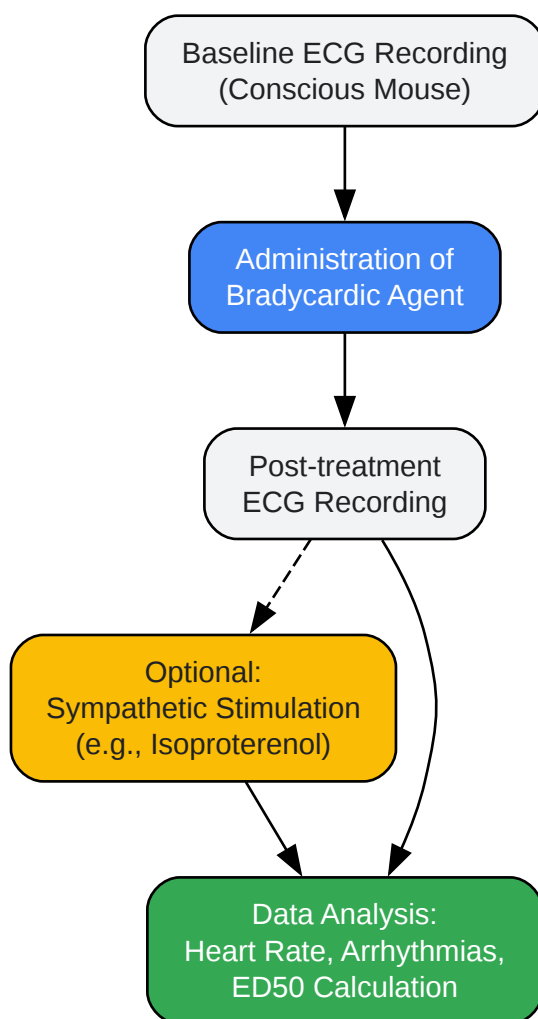 Baseline ECG Recording
(Conscious Mouse)
Administration of
Bradycardic Agent
Post-treatment
ECG Recording
Optional:
Sympathetic Stimulation
(e.g., Isoproterenol)
Data Analysis:
Heart Rate, Arrhythmias,
ED50 Calculation